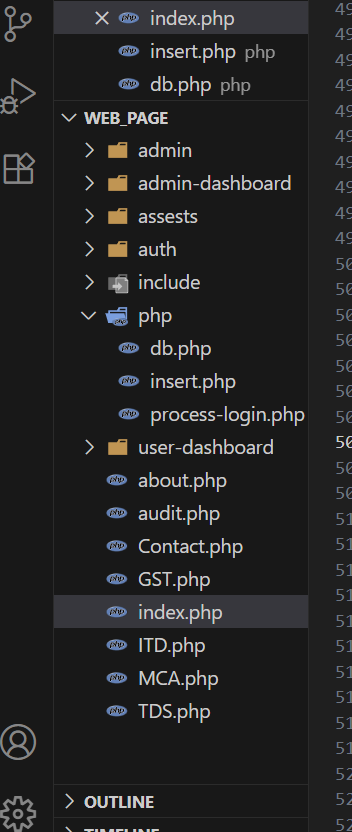 index.php
insert.php php
db.php php
WEB_PAGE
admin
admin-dashboard
assests
auth
include
php
db.php
insert.php
process-login.php
user-dashboard
about.php
audit.php
Contact.php
GST.php
index.php
ITD.php
MCA.php
TDS.php
OUTLINE
TIMELINE